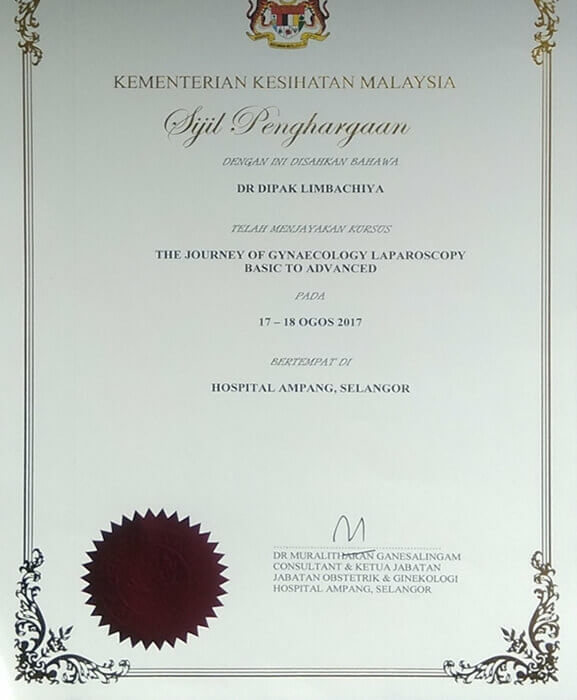 KEMENTERIAN KESIHATAN MALAYSIA
Sijil Penghargaan
DENGAN INI DISAHKAN BAHAWA
DR DIPAK LIMBACHIYA
TELAH MENJAYAKAN KURSUS
THE JOURNEY OF GYNAECOLOGY LAPAROSCOPY
BASIC TO ADVANCED
PADA
17 – 18 OGOS 2017
BERTEMPAT DI
HOSPITAL AMPANG, SELANGOR
DR MURALITHARAN GANESALINGAM
CONSULTANT & KETUA JABATAN
JABATAN OBSTETRIK & GINEKOLOGI
HOSPITAL AMPANG, SELANGOR